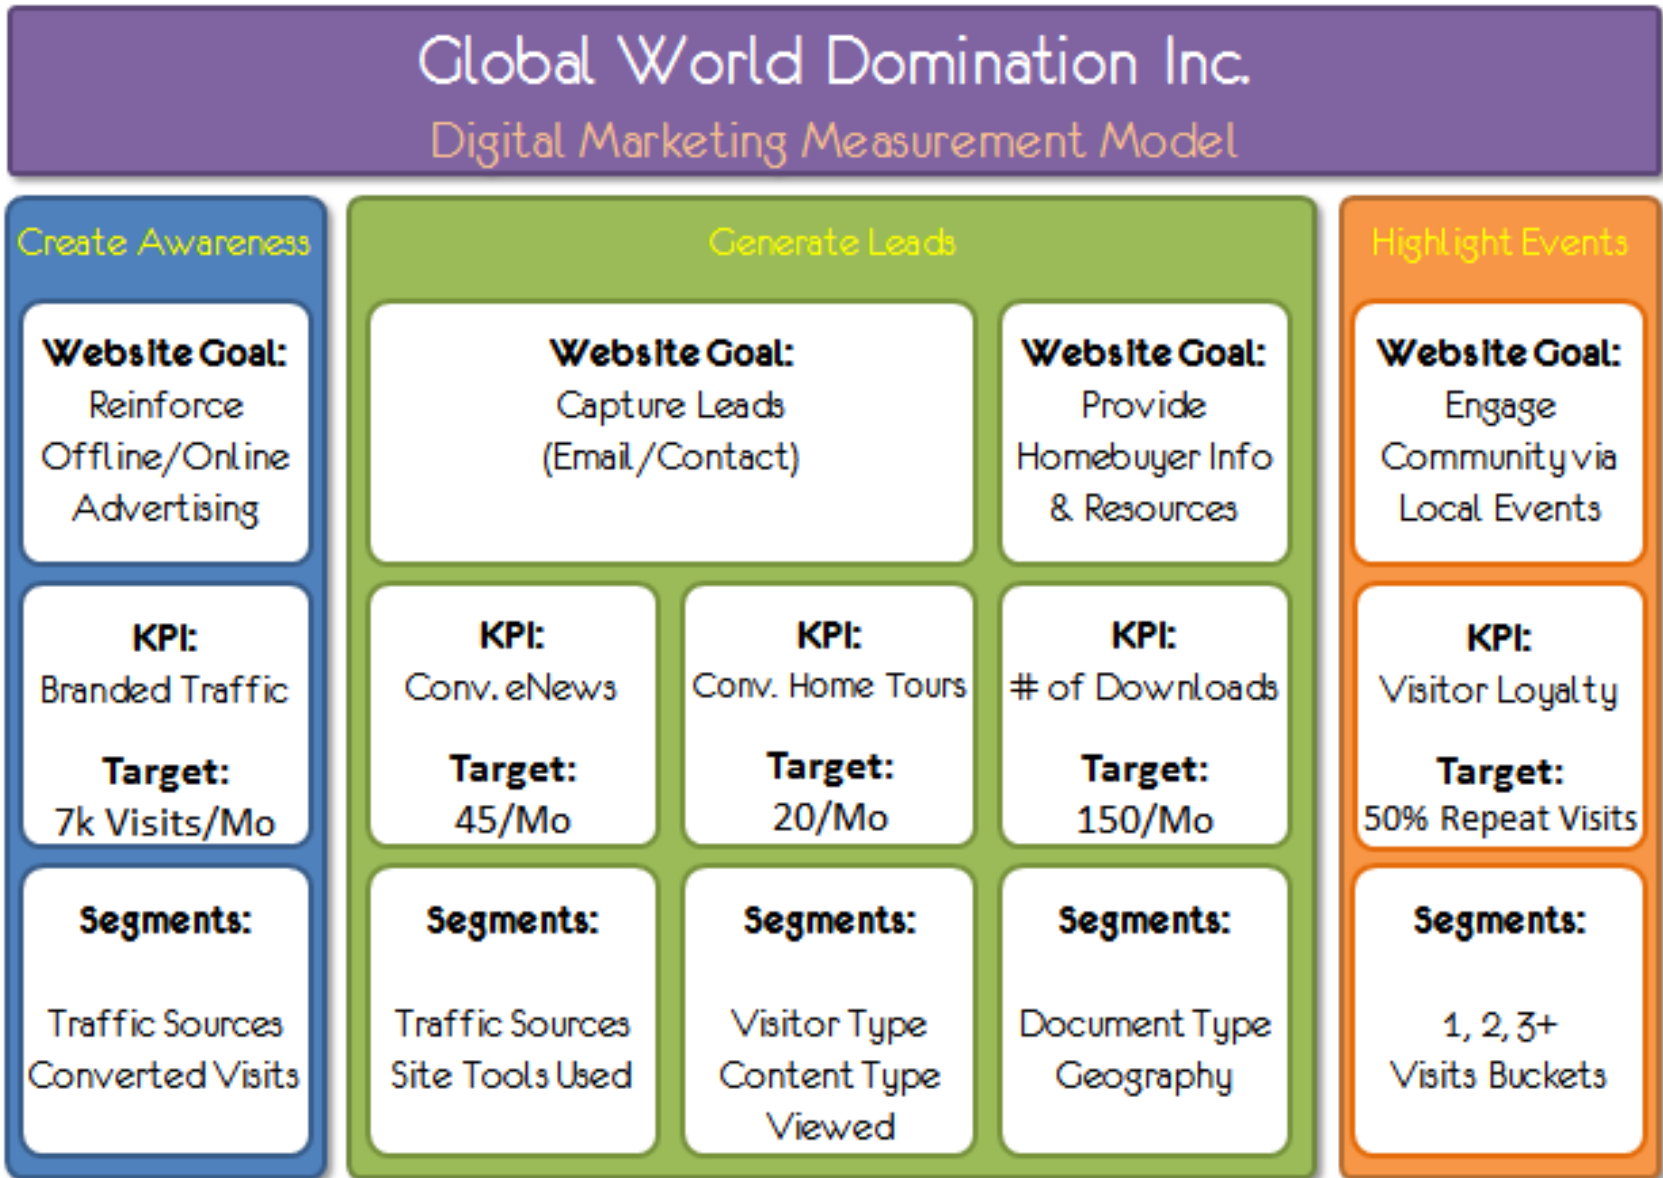 Global World Domination Inc.
Digital Marketing Measurement Model
Create Awareness
Website Goal:
Reinforce
Offline/Online
Advertising
KPI:
Branded Traffic
Target:
7k Visits/Mo
Segments:
Traffic Sources
Converted Visits
Generate Leads
Website Goal:
Capture Leads
(Email/Contact)
KPI:
Conv. eNews
Target:
45/Mo
Segments:
Traffic Sources
Site Tools Used
KPI:
Conv. Home Tours
Target:
20/Mo
Segments:
Visitor Type
Content Type
Viewed
Website Goal:
Provide
Homebuyer Info
& Resources
KPI:
# of Downloads
Target:
150/Mo
Segments:
Document Type
Geography
Highlight Events
Website Goal:
Engage
Community via
Local Events
KPI:
Visitor Loyalty
Target:
50% Repeat Visits
Segments:
1, 2, 3+
Visits Buckets